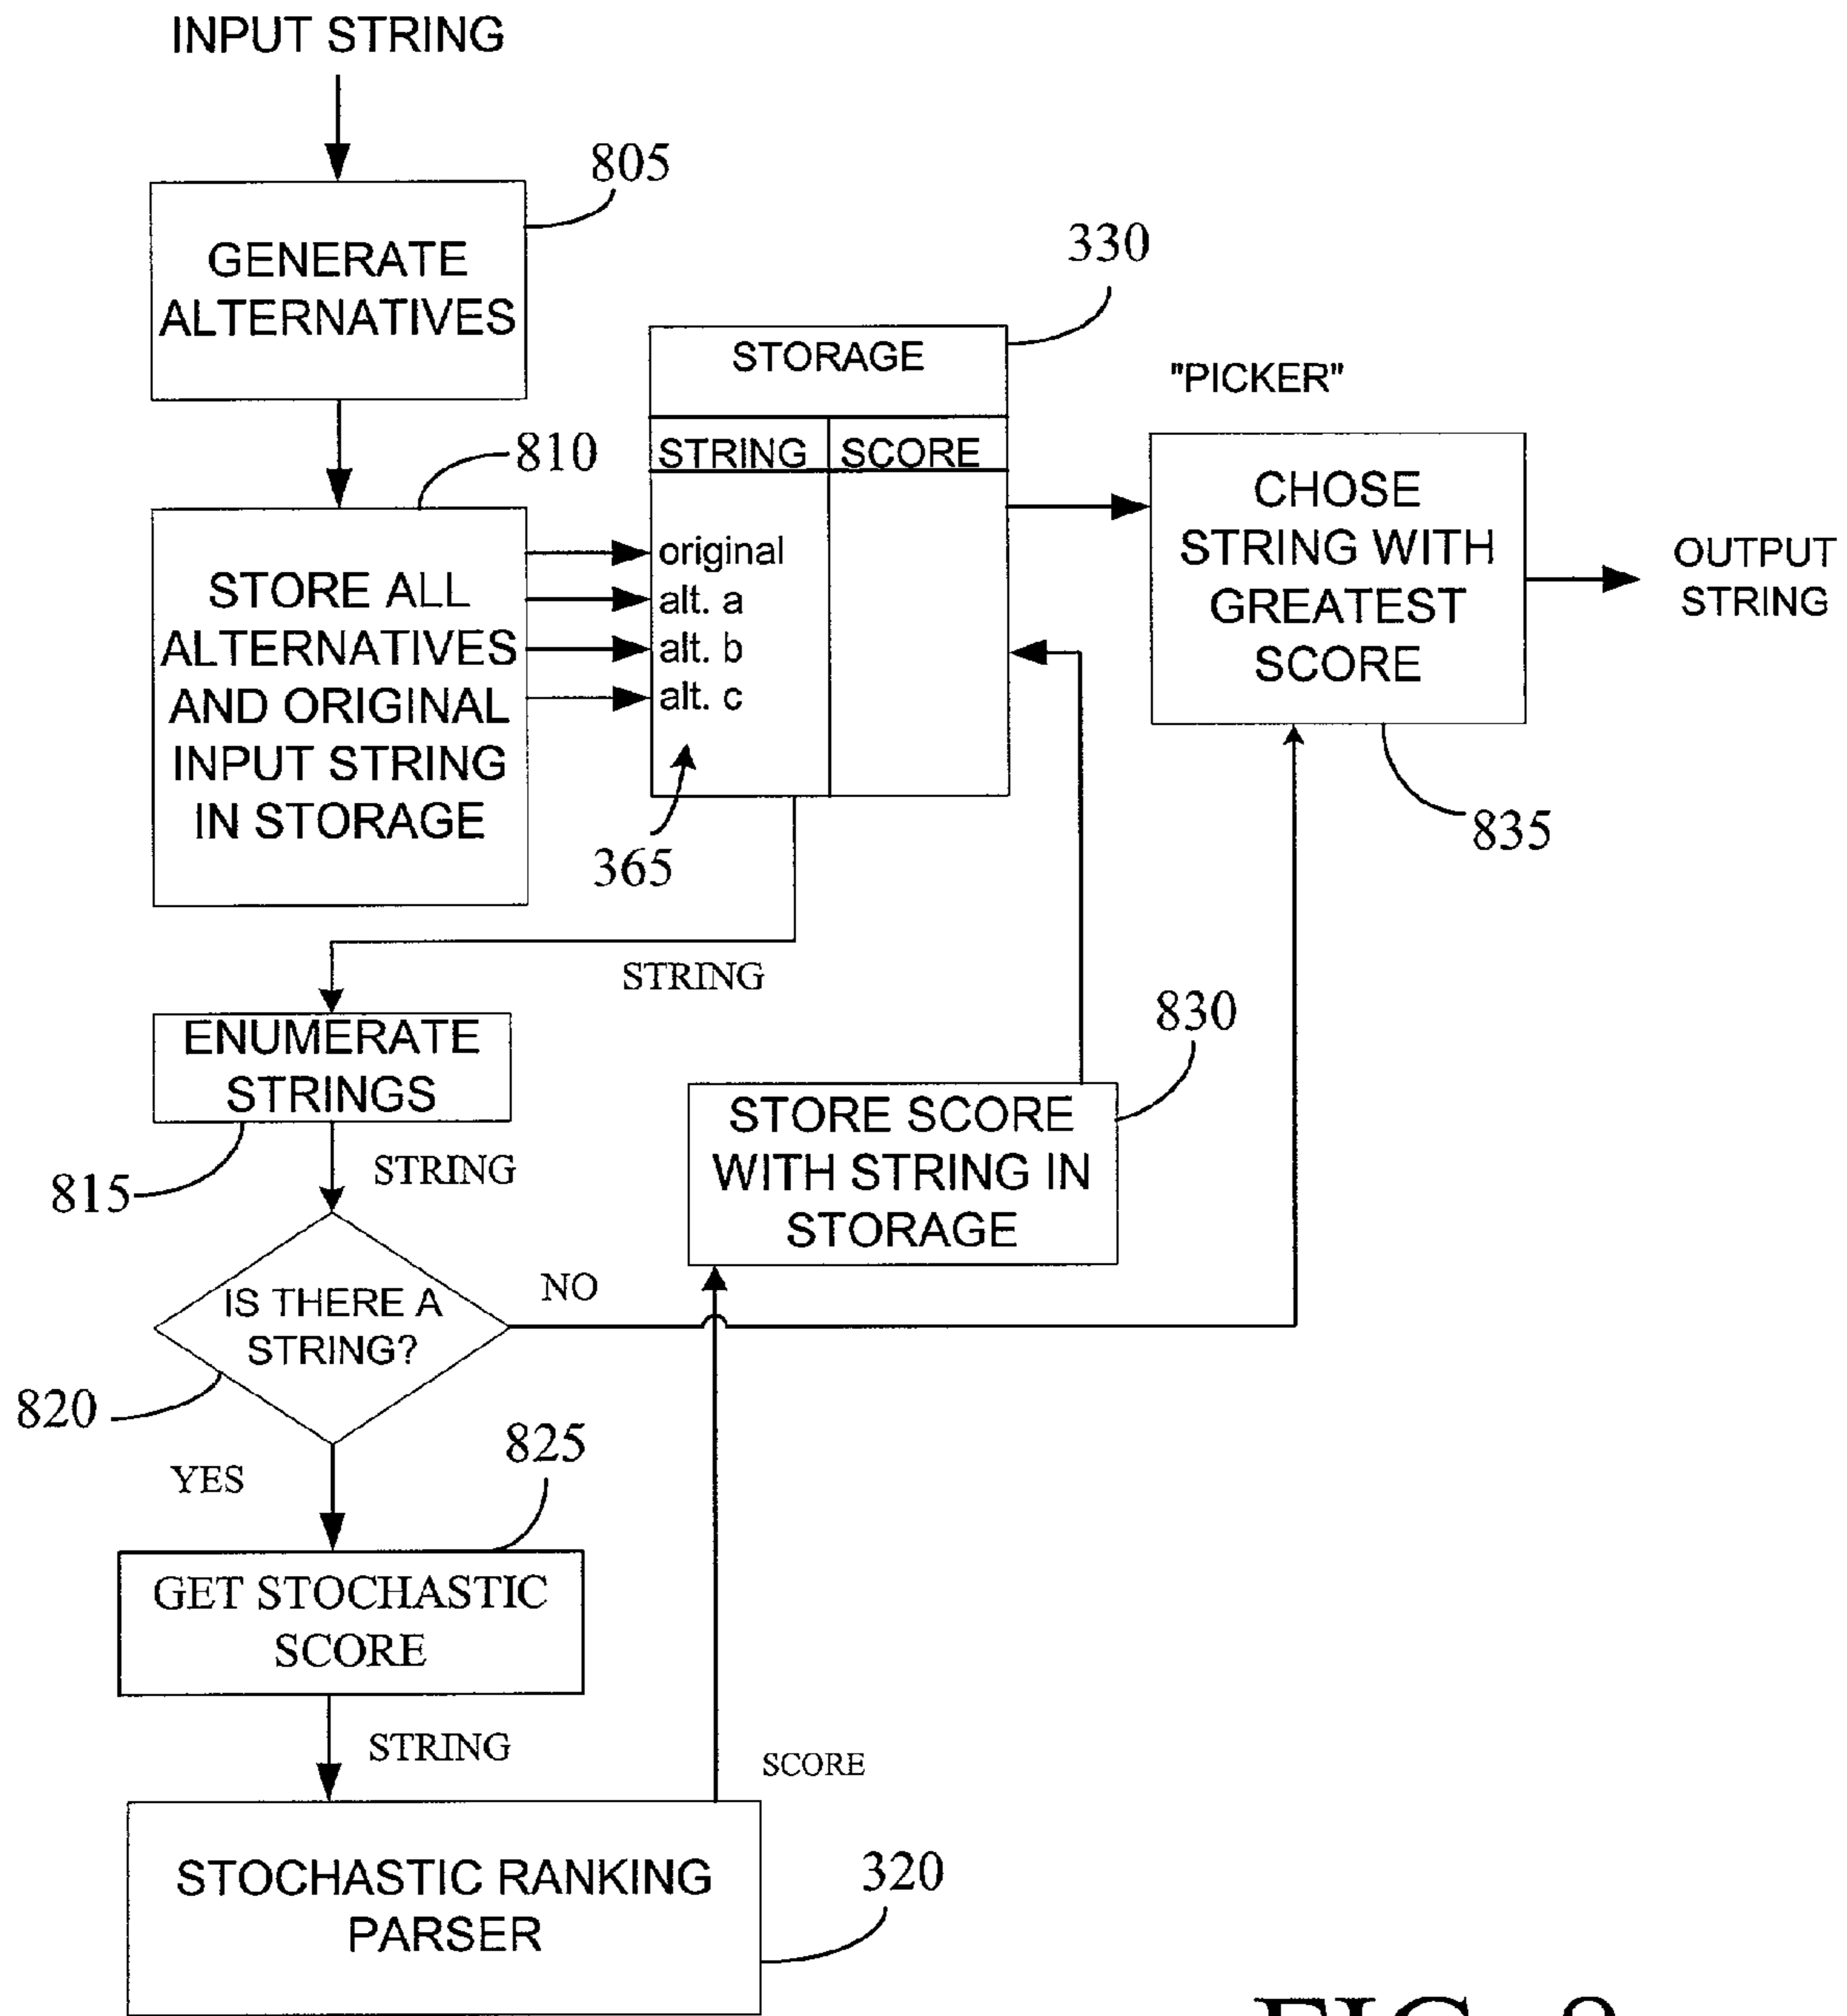 INPUT STRING
805
GENERATE
ALTERNATIVES
330
STORAGE
STRING
SCORE
"PICKER"
810
STORE ALL
ALTERNATIVES
AND ORIGINAL
INPUT STRING
IN STORAGE
original
alt. a
alt. b
alt. c
365
CHOSE
STRING WITH
GREATEST
SCORE
835
OUTPUT
STRING
STRING
ENUMERATE
STRINGS
815
STRING
830
STORE SCORE
WITH STRING IN
STORAGE
IS THERE A
STRING?
NO
820
YES
825
GET STOCHASTIC
SCORE
STRING
SCORE
STOCHASTIC RANKING
PARSER
320